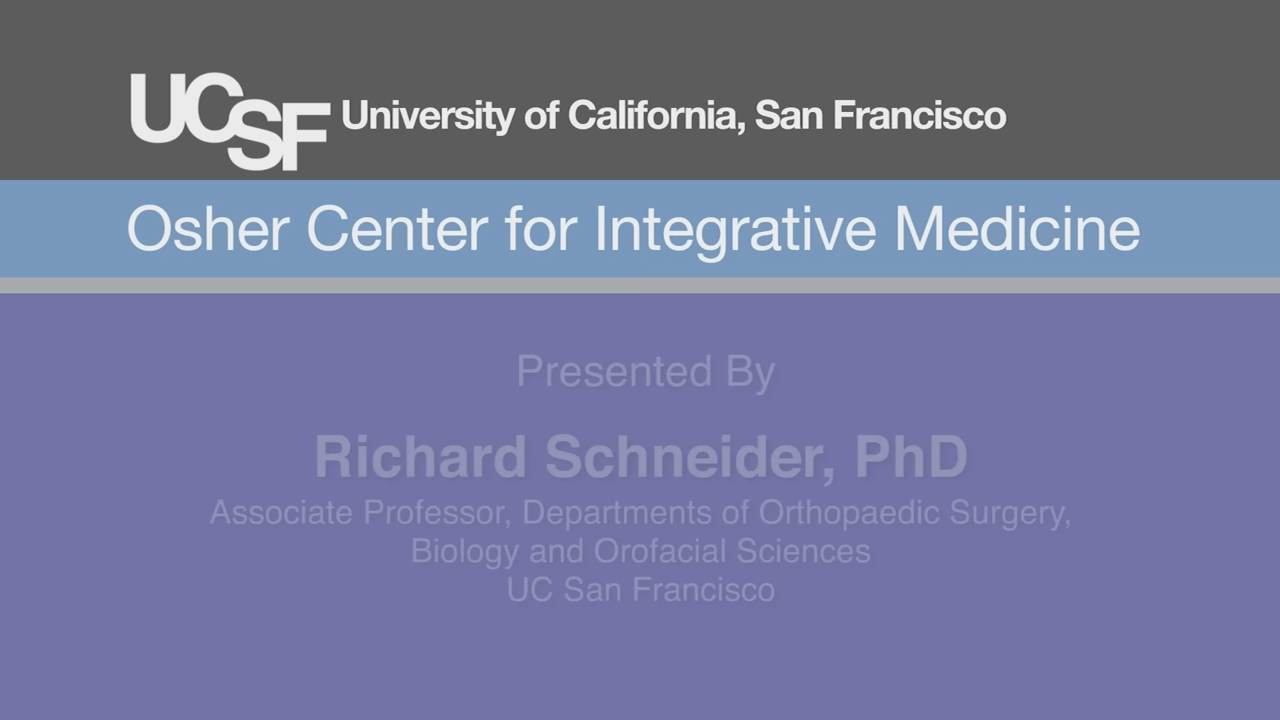 UCSF University of California, San Francisco
Osher Center for Integrative Medicine
Presented By
Richard Schneider, PhD
Associate Professor, Departments of Orthopaedic Surgery,
Biology and Orofacial Sciences
UC San Francisco